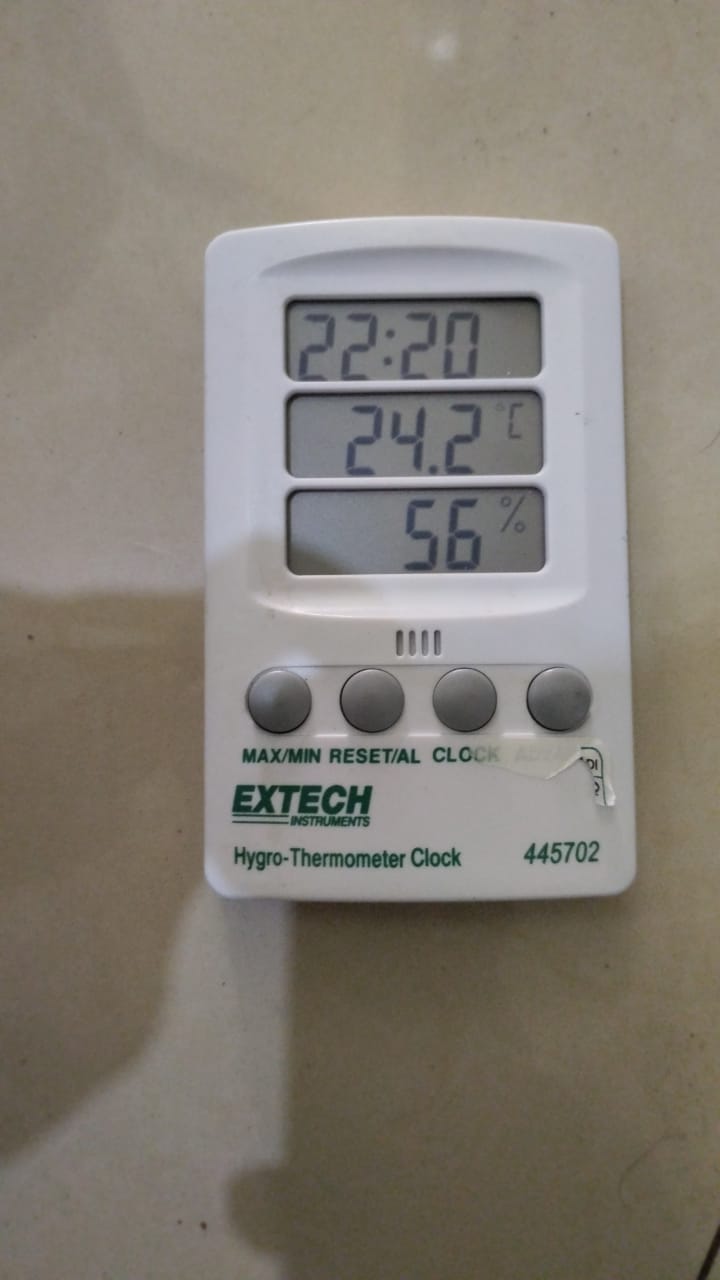 22:20
24.2 °C
56 %
MAX/MIN RESET/AL CLOCK
EXTECH
INSTRUMENTS
Hygro-Thermometer Clock 445702